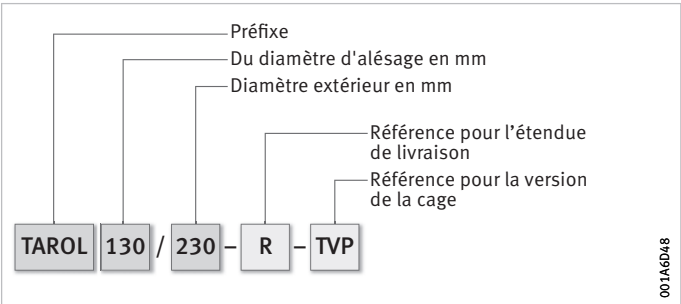 Préfixe
Du diamètre d'alésage en mm
Diamètre extérieur en mm
Référence pour l’étendue
de livraison
Référence pour la version
de la cage
TAROL 130 / 230 – R – TVP
001A6D48